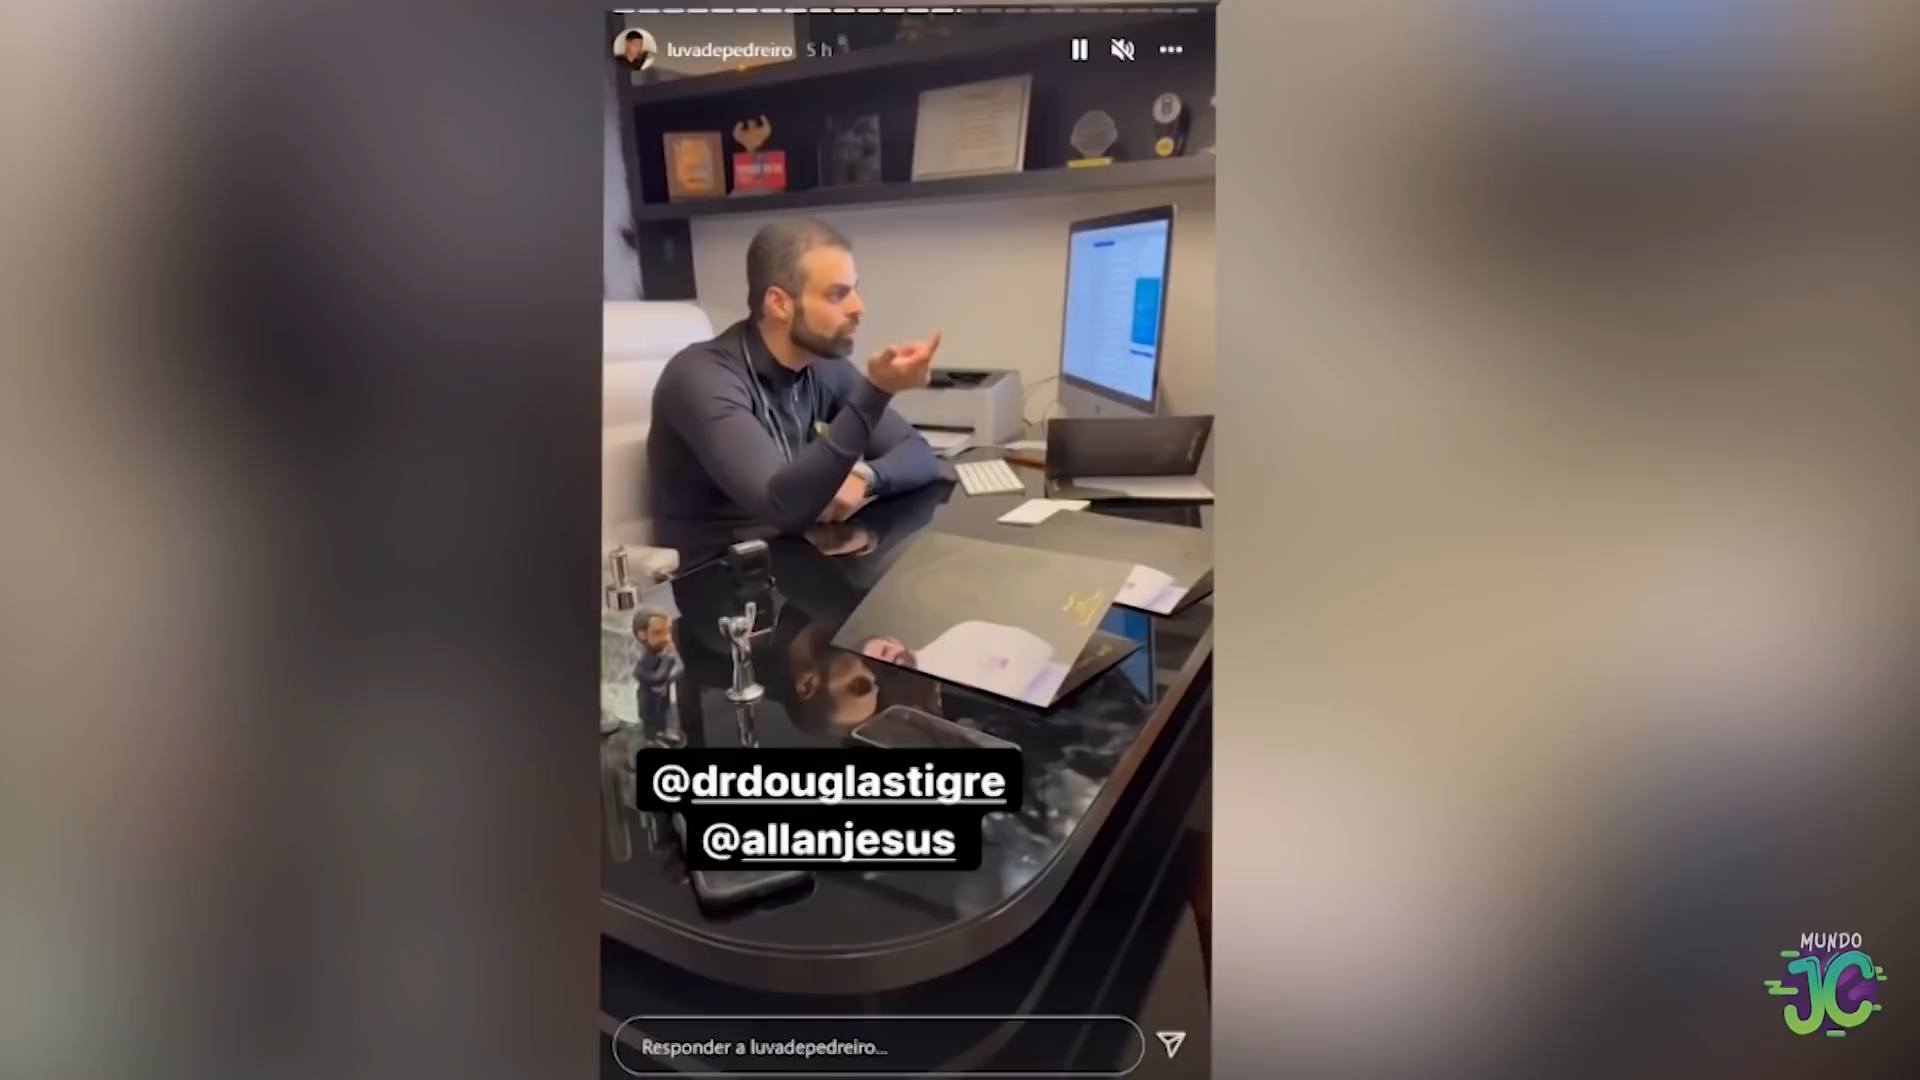 luvadepedreiro 5 h
@drdouglastigre
@allanjesus
Responder a luvadepedreiro...
MUNDO
JC